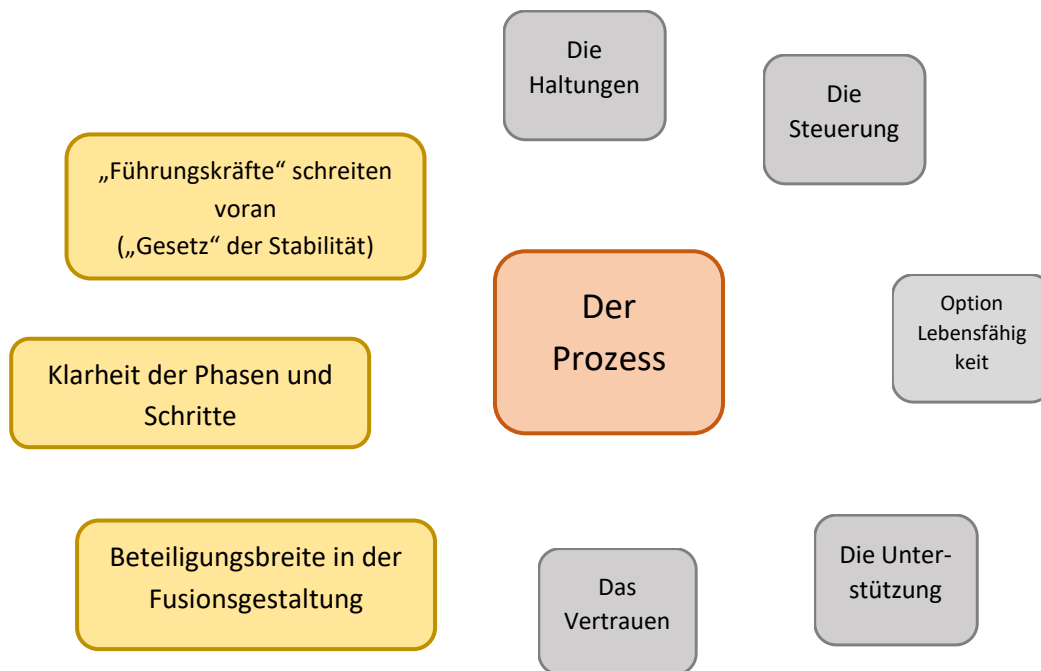 Die
Haltungen
Die
Steuerung
„Führungskräfte“ schreiten
voran
(„Gesetz“ der Stabilität)
Der
Prozess
Option
Lebensfähig
keit
Klarheit der Phasen und
Schritte
Beteiligungsbreite in der
Fusionsgestaltung
Das
Vertrauen
Die Unter-
stützung